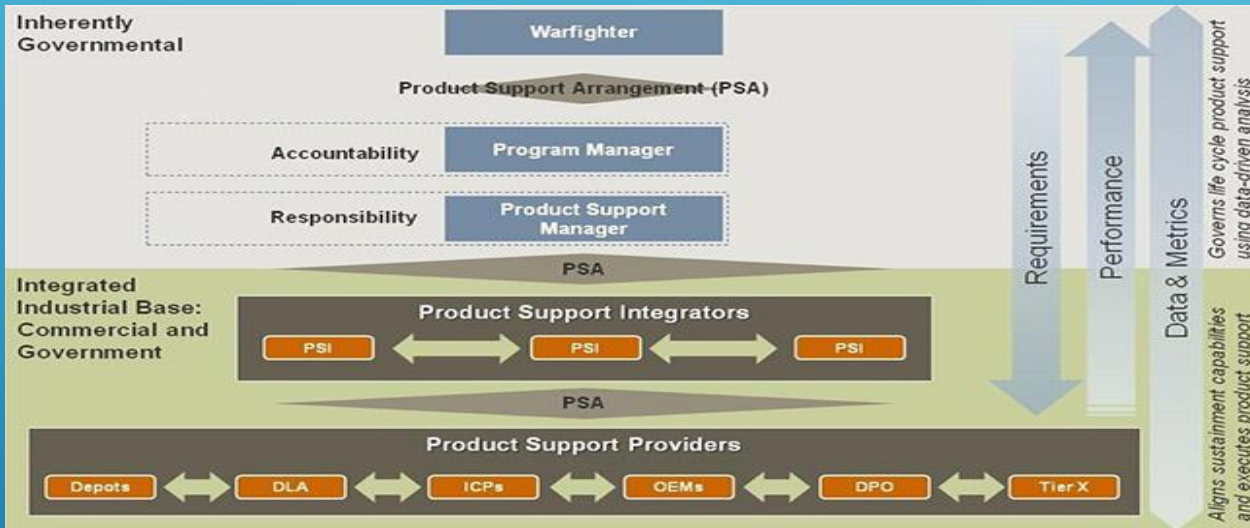 Inherently
Governmental
Warfighter
Product Support Arrangement (PSA)
Accountability
Program Manager
Responsibility
Product Support
Manager
PSA
Integrated
Industrial Base:
Commercial and
Government
Product Support Integrators
PSI
PSI
PSI
PSA
Product Support Providers
Depots
DLA
ICPs
OEMs
DPO
Tier X
Requirements
Performance
Data & Metrics
Governs life cycle product support
using data-driven analysis
Aligns sustainment capabilities
and executes product support